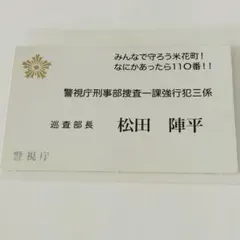 みんなで守ろう米花町!
なにかあったら110番!!
警視庁刑事部捜査一課強行犯三係
巡査部長 松田 陣平
警視庁